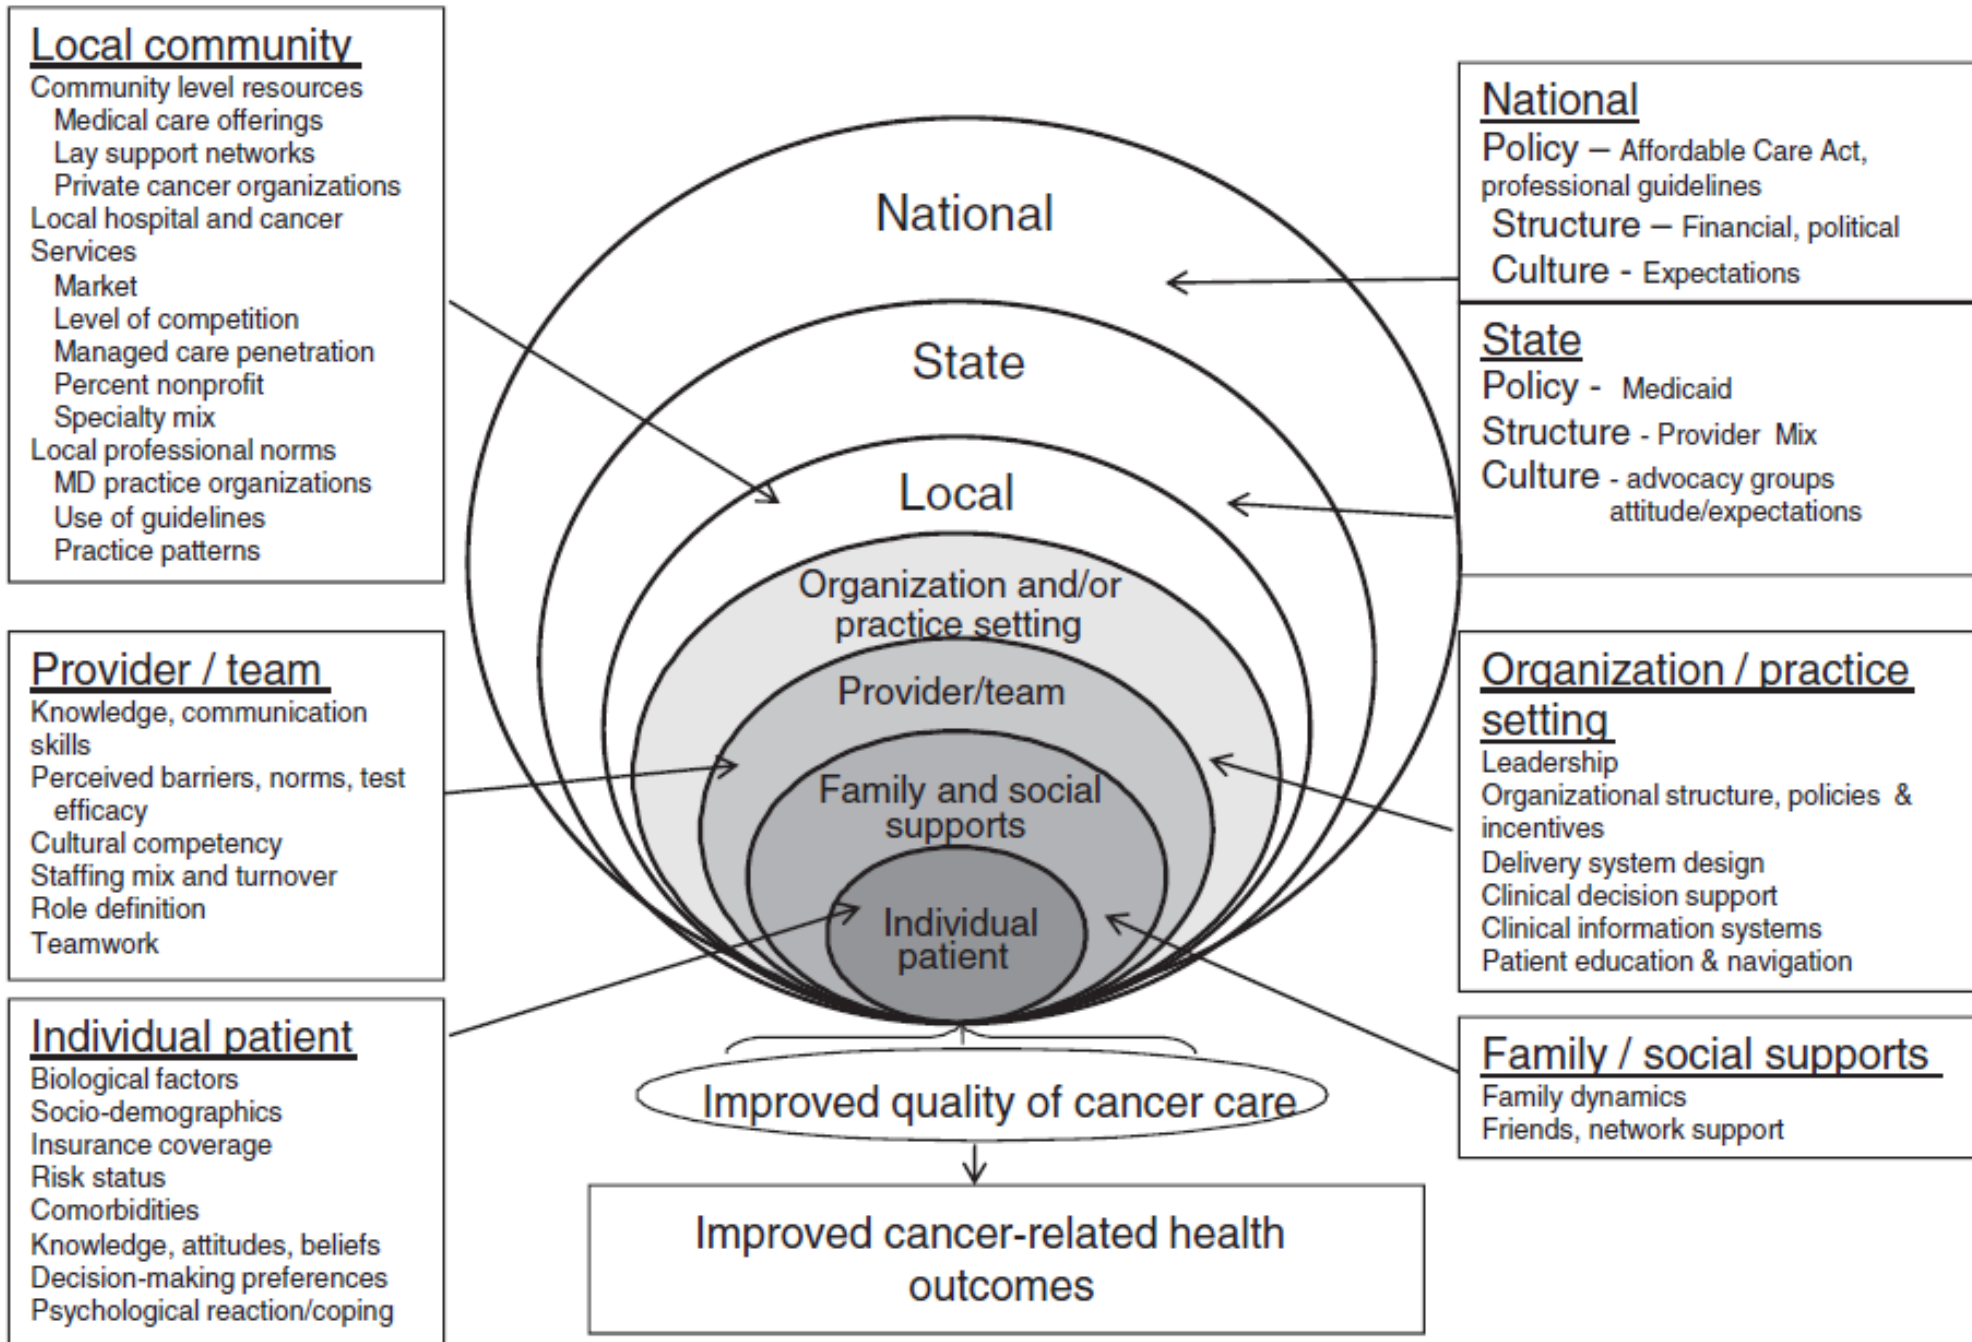 Local community
Community level resources
Medical care offerings
Lay support networks
Private cancer organizations
Local hospital and cancer
Services
Market
Level of competition
Managed care penetration
Percent nonprofit
Specialty mix
Local professional norms
MD practice organizations
Use of guidelines
Practice patterns
Provider / team
Knowledge, communication
skills
Perceived barriers, norms, test
efficacy
Cultural competency
Staffing mix and turnover
Role definition
Teamwork
Individual patient
Biological factors
Socio-demographics
Insurance coverage
Risk status
Comorbidities
Knowledge, attitudes, beliefs
Decision-making preferences
Psychological reaction/coping
National
State
Local
Organization and/or
practice setting
Provider/team
Family and social
supports
Individual
patient
Improved quality of cancer care
Improved cancer-related health
outcomes
National
Policy – Affordable Care Act,
professional guidelines
Structure – Financial, political
Culture - Expectations
State
Policy - Medicaid
Structure - Provider Mix
Culture - advocacy groups
attitude/expectations
Organization / practice
setting
Leadership
Organizational structure, policies &
incentives
Delivery system design
Clinical decision support
Clinical information systems
Patient education & navigation
Family / social supports
Family dynamics
Friends, network support